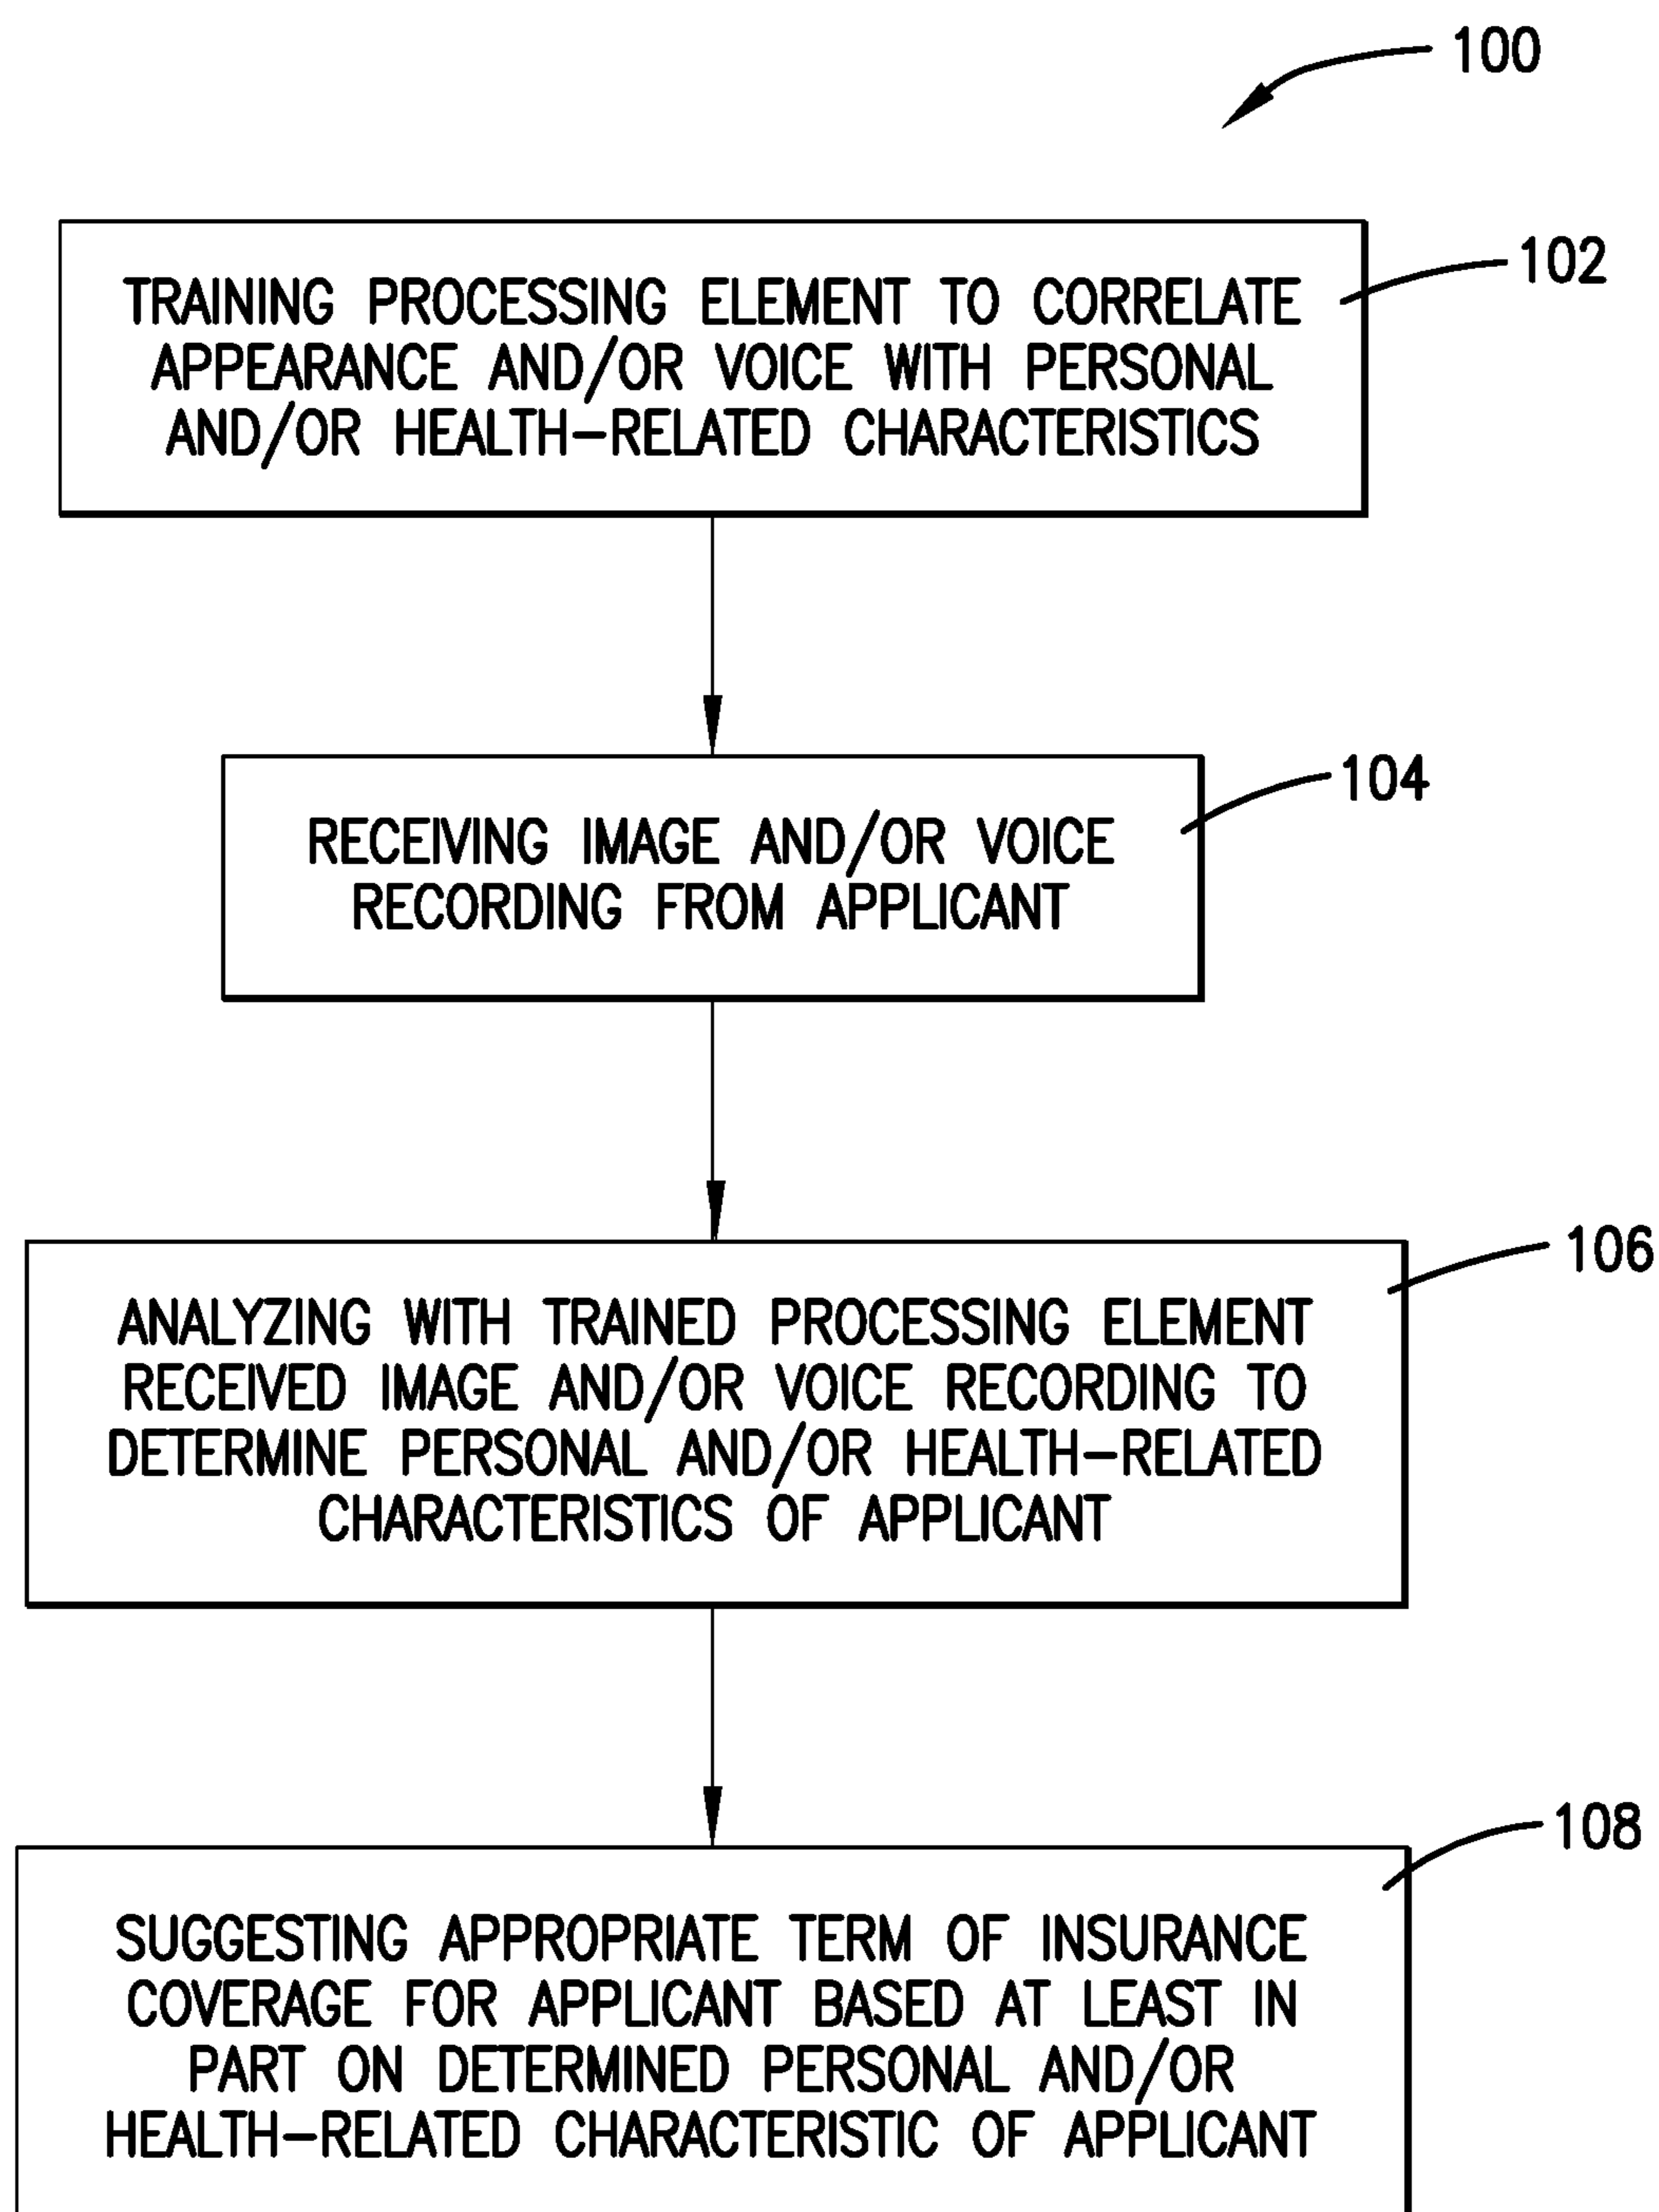 100
102
TRAINING PROCESSING ELEMENT TO CORRELATE
APPEARANCE AND/OR VOICE WITH PERSONAL
AND/OR HEALTH-RELATED CHARACTERISTICS
104
RECEIVING IMAGE AND/OR VOICE
RECORDING FROM APPLICANT
106
ANALYZING WITH TRAINED PROCESSING ELEMENT
RECEIVED IMAGE AND/OR VOICE RECORDING TO
DETERMINE PERSONAL AND/OR HEALTH-RELATED
CHARACTERISTICS OF APPLICANT
108
SUGGESTING APPROPRIATE TERM OF INSURANCE
COVERAGE FOR APPLICANT BASED AT LEAST IN
PART ON DETERMINED PERSONAL AND/OR
HEALTH-RELATED CHARACTERISTIC OF APPLICANT